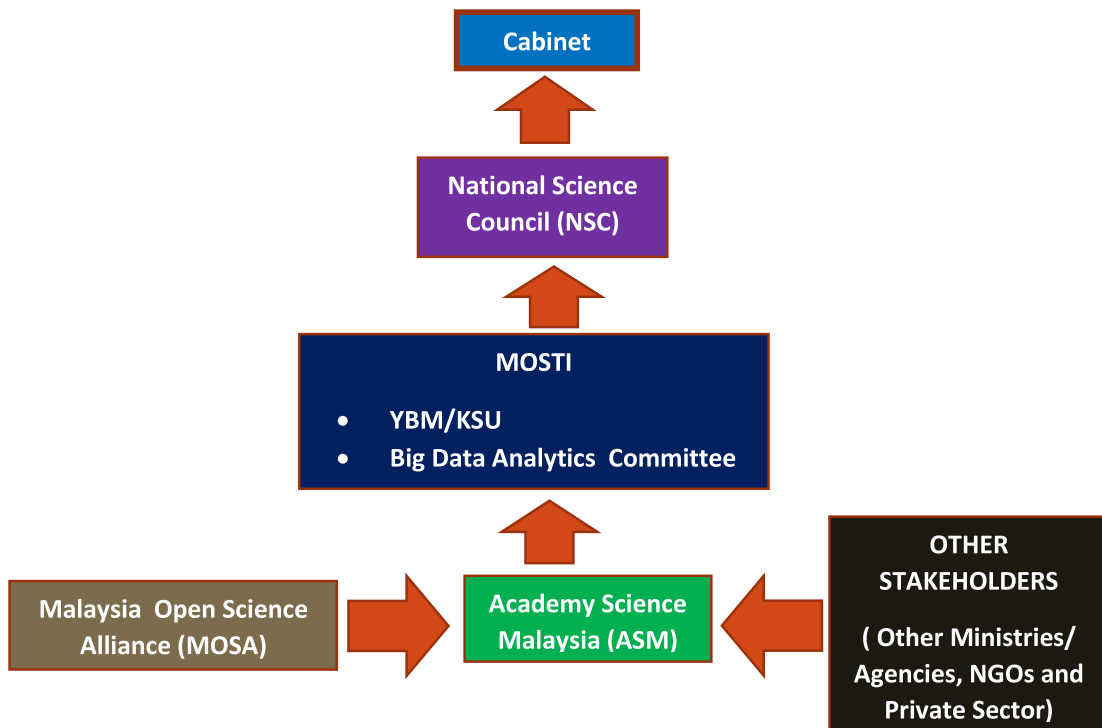 Cabinet
National Science
Council (NSC)
MOSTI
• YBM/KSU
• Big Data Analytics Committee
Malaysia Open Science
Alliance (MOSA)
Academy Science
Malaysia (ASM)
OTHER
STAKEHOLDERS
( Other Ministries/
Agencies, NGOs and
Private Sector)